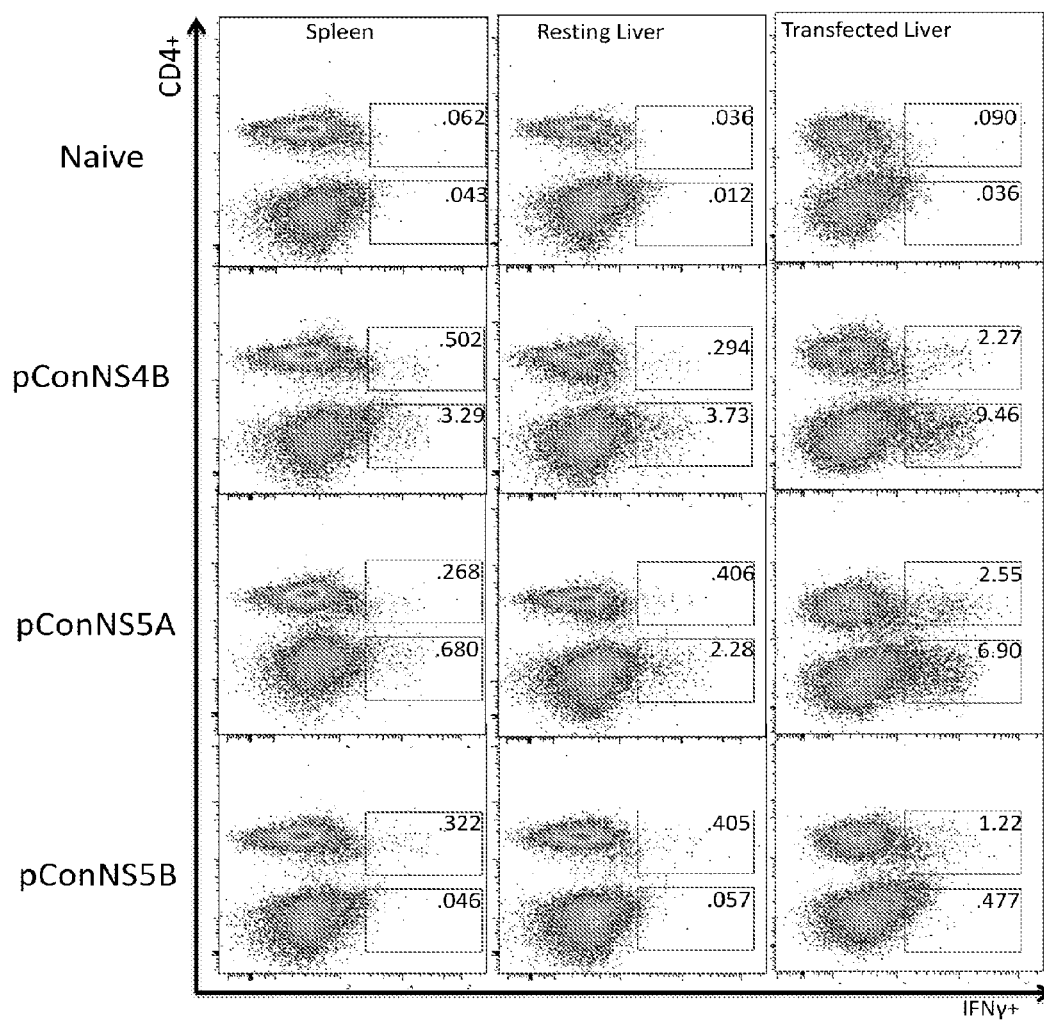 CD4+
Spleen
Resting Liver
Transfected Liver
Naive
.062
.036
.090
.043
.012
.036
pConNS4B
.502
.294
2.27
3.29
3.73
9.46
pConNS5A
.268
.406
2.55
.680
2.28
6.90
pConNS5B
.322
.405
1.22
.046
.057
.477
IFNγ+